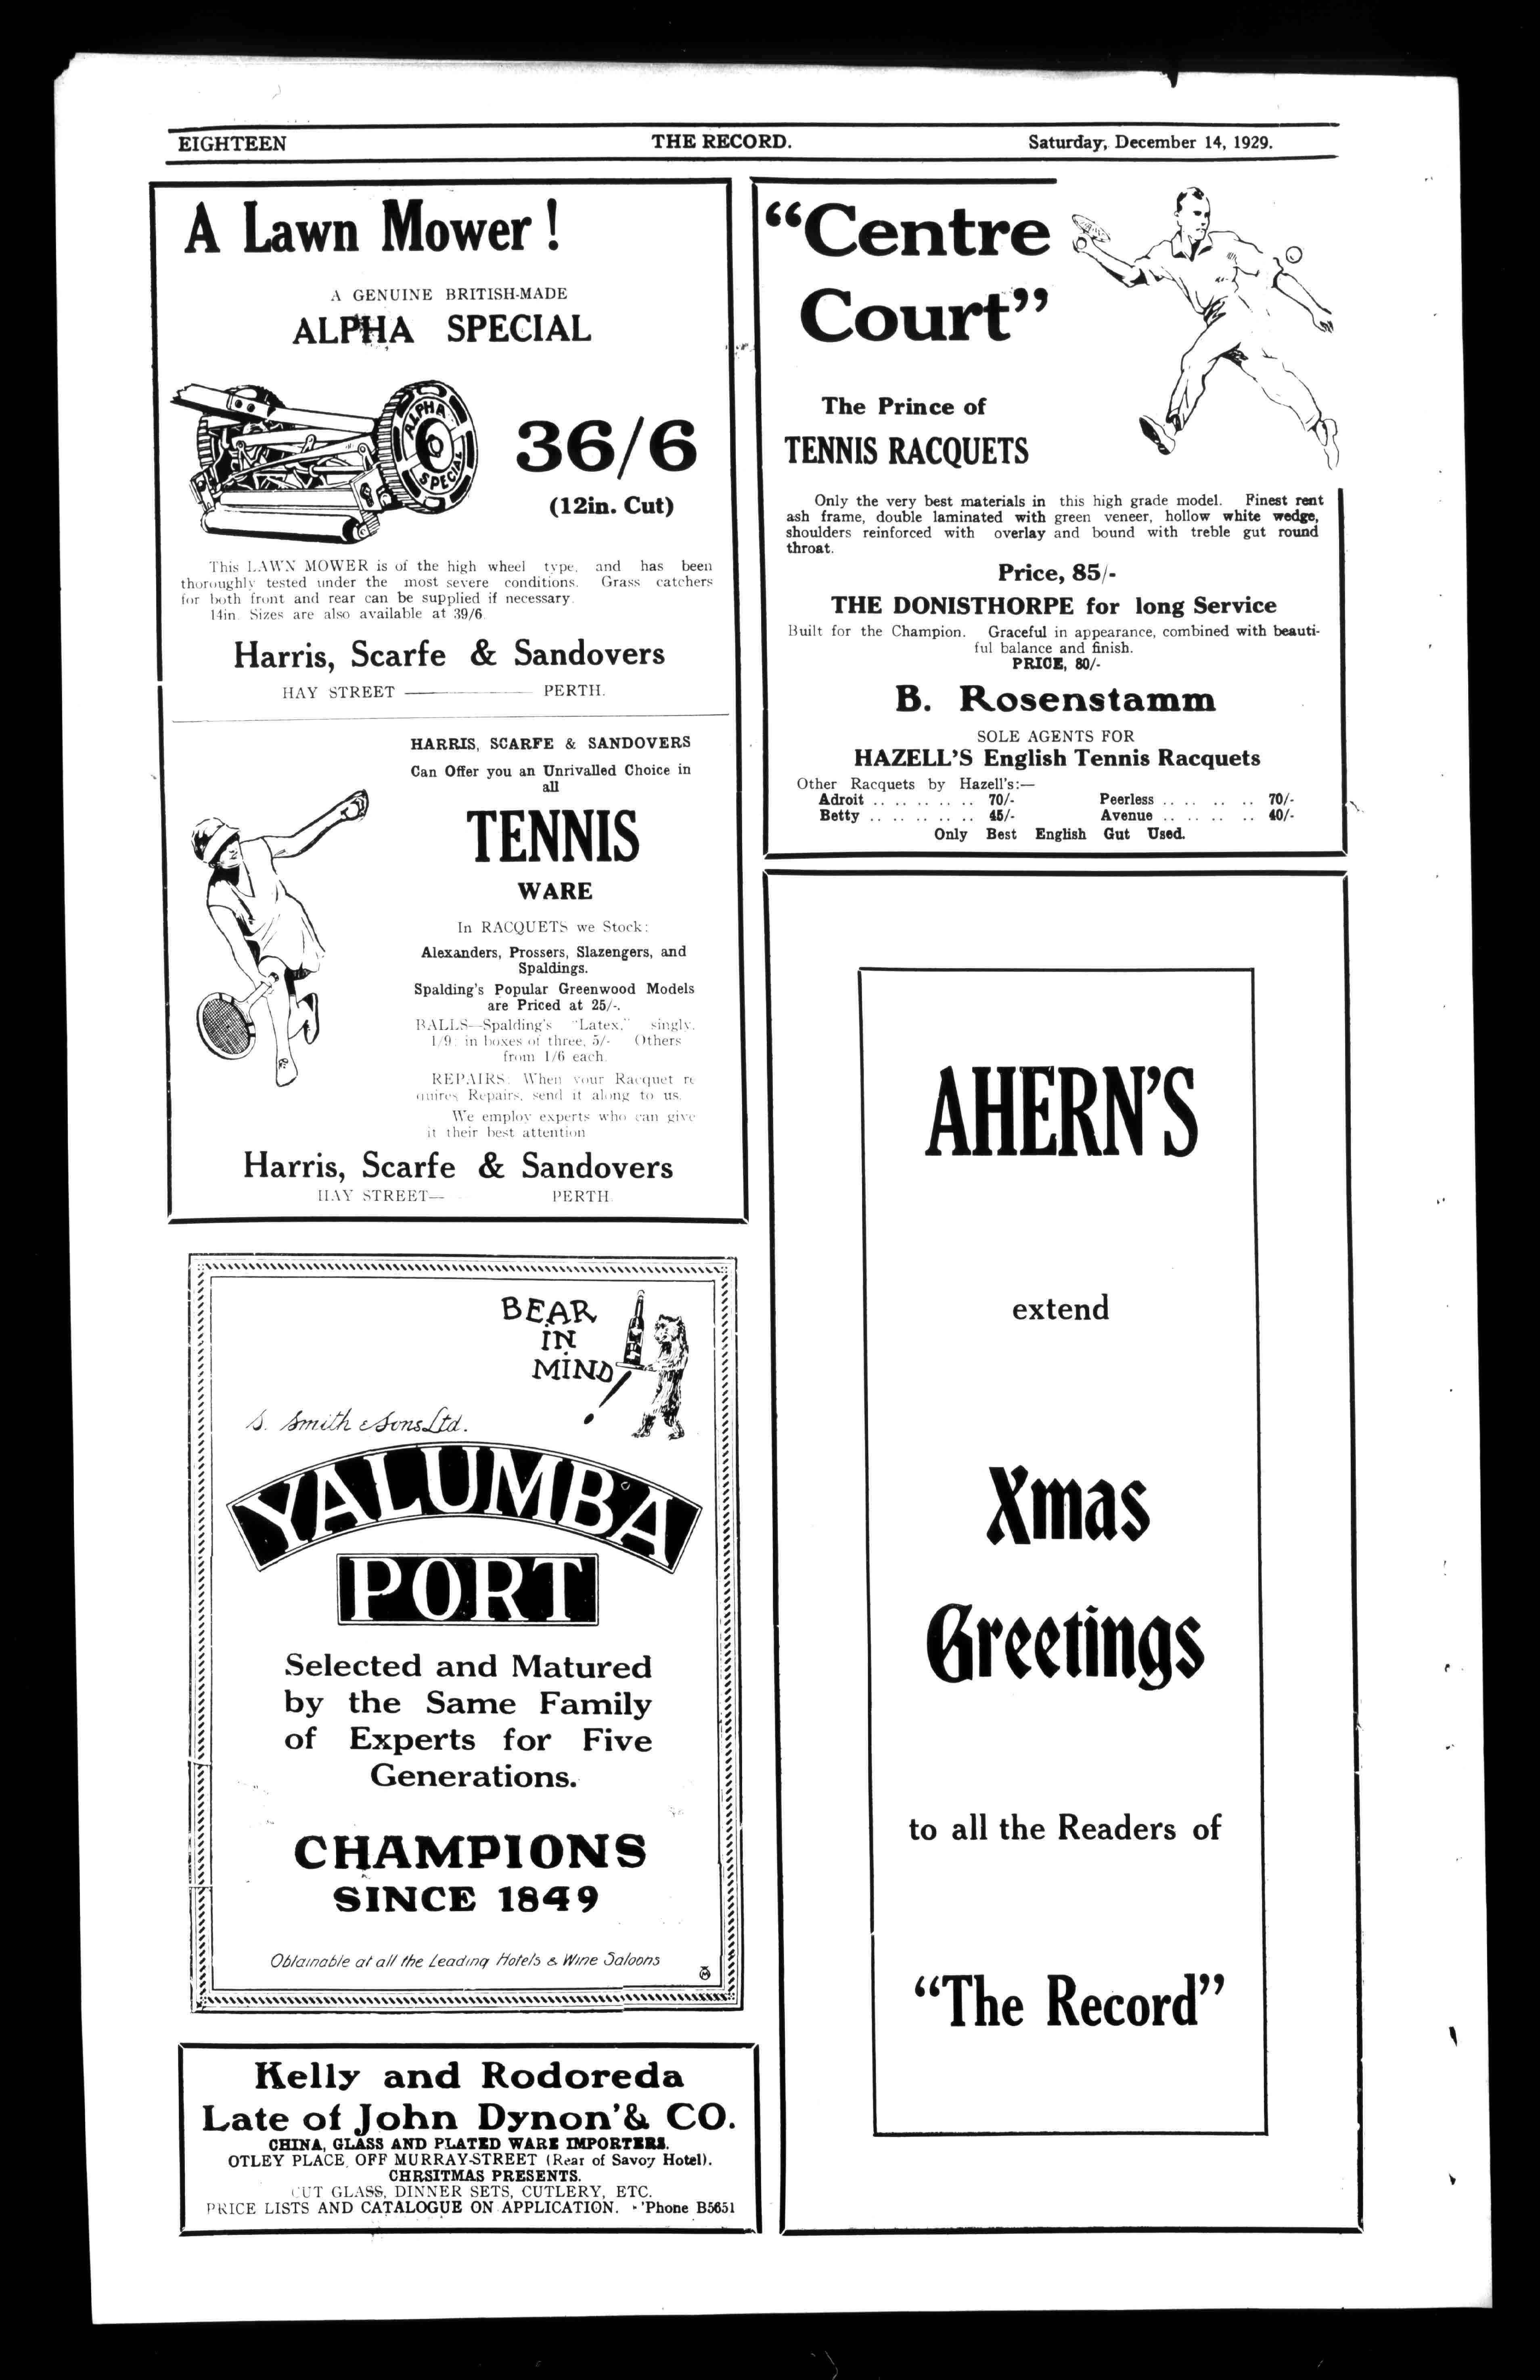 EIGHTEEN THE RECORD. Saturday, December 14, 1929.
A Lawn Mower!
A GENUINE BRITISH-MADE
ALPHA SPECIAL
ALPHA
SPECIAL
36/6
(12in. Cut)
This LAWN MOWER is of the high wheel type, and has been
thoroughly tested under the most severe conditions. Grass catchers
for both front and rear can be supplied if necessary.
14in. Sizes are also available at 39/6.
Harris, Scarfe & Sandovers
HAY STREET PERTH.
HARRIS, SCARFE & SANDOVERS
Can Offer you an Unrivalled Choice in
all
TENNIS
WARE
In RACQUETS we Stock:
Alexanders, Prossers, Slazengers, and
Spaldings.
Spalding's Popular Greenwood Models
are Priced at 25/-.
BALLS—Spalding's "Latex," singly,
1/9; in boxes of three, 5/- Others
from 1/6 each.
REPAIRS: When your Racquet re
quires Repairs, send it along to us.
We employ experts who can give
it their best attention
Harris, Scarfe & Sandovers
HAY STREET— PERTH
BEAR
IN
MIND!
S. Smith & Sons Ltd.
YALUMBA
PORT
Selected and Matured
by the Same Family
of Experts for Five
Generations.
CHAMPIONS
SINCE 1849
Obtainable at all the Leading Hotels & Wine Saloons
Kelly and Rodoreda
Late of John Dynon'& CO.
CHINA, GLASS AND PLATED WARE IMPORTERS.
OTLEY PLACE, OFF MURRAY-STREET (Rear of Savoy Hotel).
CHRSITMAS PRESENTS.
CUT GLASS, DINNER SETS, CUTLERY, ETC.
PRICE LISTS AND CATALOGUE ON APPLICATION. - 'Phone B5651
"Centre
Court"
The Prince of
TENNIS RACQUETS
Only the very best materials in this high grade model. Finest rent
ash frame, double laminated with green veneer, hollow white wedge,
shoulders reinforced with overlay and bound with treble gut round
throat.
Price, 85/-
THE DONISTHORPE for long Service
Built for the Champion. Graceful in appearance, combined with beauti-
ful balance and finish.
PRICE, 80/-
B. Rosenstamm
SOLE AGENTS FOR
HAZELL'S English Tennis Racquets
Other Racquets by Hazell's:—
Adroit .. .. .. .. .. 70/- Peerless .. .. .. .. 70/-
Betty .. .. .. .. .. 45/- Avenue .. .. .. .. 40/-
Only Best English Gut Used.
AHERN'S
extend
Xmas
Greetings
to all the Readers of
"The Record"